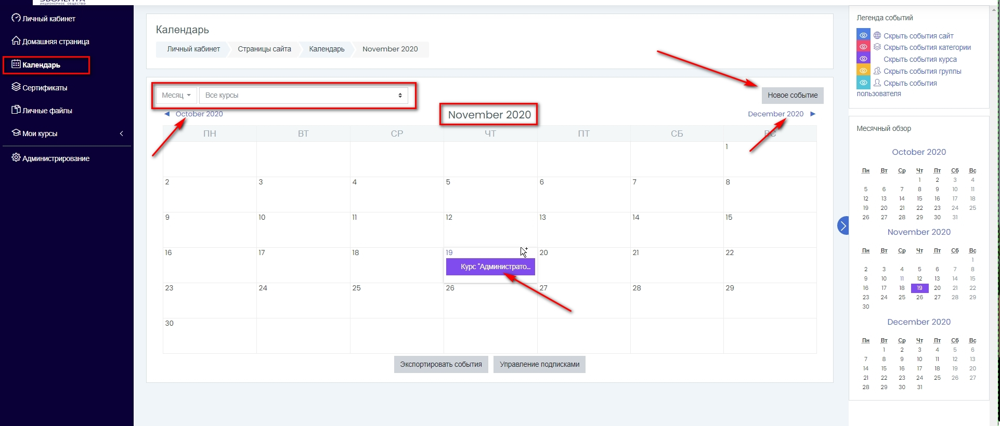 ЭВОЛЕНТА
АКЦИОНЕРНОЕ ОБЩЕСТВО
Личный кабинет
Домашняя страница
Календарь
Сертификаты
Личные файлы
Мои курсы
Администрирование
Календарь
Личный кабинет Страницы сайта Календарь November 2020
Месяц Все курсы Новое событие
October 2020 November 2020 December 2020
ПН ВТ СР ЧТ ПТ СБ ВС
1
2 3 4 5 6 7 8
9 10 11 12 13 14 15
16 17 18 19 20 21 22
Курс "Администрато...
23 24 25 26 27 28 29
30
Экспортировать события Управление подписками
Легенда событий
Скрыть события сайт
Скрыть события категории
Скрыть события курса
Скрыть события группы
Скрыть события
пользователя
Месячный обзор
October 2020
Пн Вт Ср Чт Пт Сб Вс
1 2 3 4
5 6 7 8 9 10 11
12 13 14 15 16 17 18
19 20 21 22 23 24 25
26 27 28 29 30 31
November 2020
Пн Вт Ср Чт Пт Сб Вс
1
2 3 4 5 6 7 8
9 10 11 12 13 14 15
16 17 18 19 20 21 22
23 24 25 26 27 28 29
30
December 2020
Пн Вт Ср Чт Пт Сб Вс
1 2 3 4 5 6
7 8 9 10 11 12 13
14 15 16 17 18 19 20
21 22 23 24 25 26 27
28 29 30 31